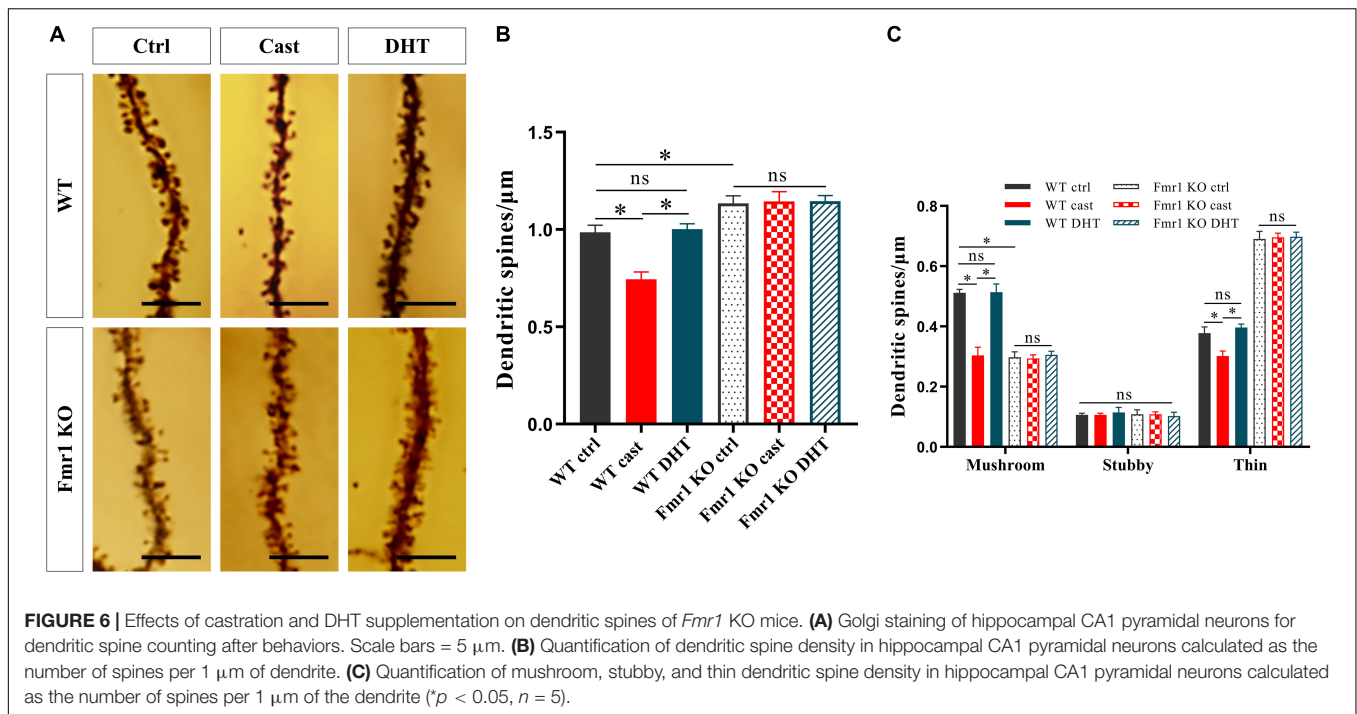 A
Ctrl
Cast
DHT
WT
Fmr1 KO
B
Dendritic spines/μm
1.5
1.0
0.5
0.0
*
ns
*
*
ns
WT ctrl
WT cast
WT DHT
Fmr1 KO ctrl
Fmr1 KO cast
Fmr1 KO DHT
C
WT ctrl
Fmr1 KO ctrl
WT cast
Fmr1 KO cast
WT DHT
Fmr1 KO DHT
Dendritic spines/μm
0.8
0.6
0.4
0.2
0.0
*
ns
*
*
ns
ns
ns
*
*
ns
Mushroom
Stubby
Thin
FIGURE 6 | Effects of castration and DHT supplementation on dendritic spines of Fmr1 KO mice. (A) Golgi staining of hippocampal CA1 pyramidal neurons for
dendritic spine counting after behaviors. Scale bars = 5 μm. (B) Quantification of dendritic spine density in hippocampal CA1 pyramidal neurons calculated as the
number of spines per 1 μm of dendrite. (C) Quantification of mushroom, stubby, and thin dendritic spine density in hippocampal CA1 pyramidal neurons calculated
as the number of spines per 1 μm of the dendrite (*p < 0.05, n = 5).